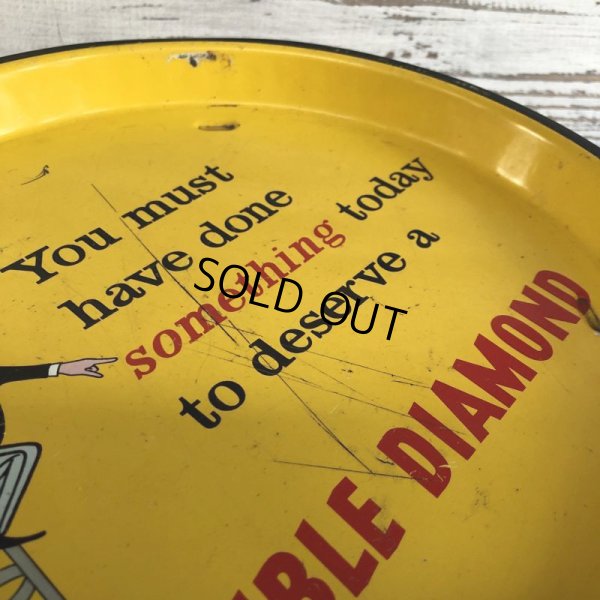 You must
have done
something today
to deserve a
BLE DIAMOND
SOLD OUT